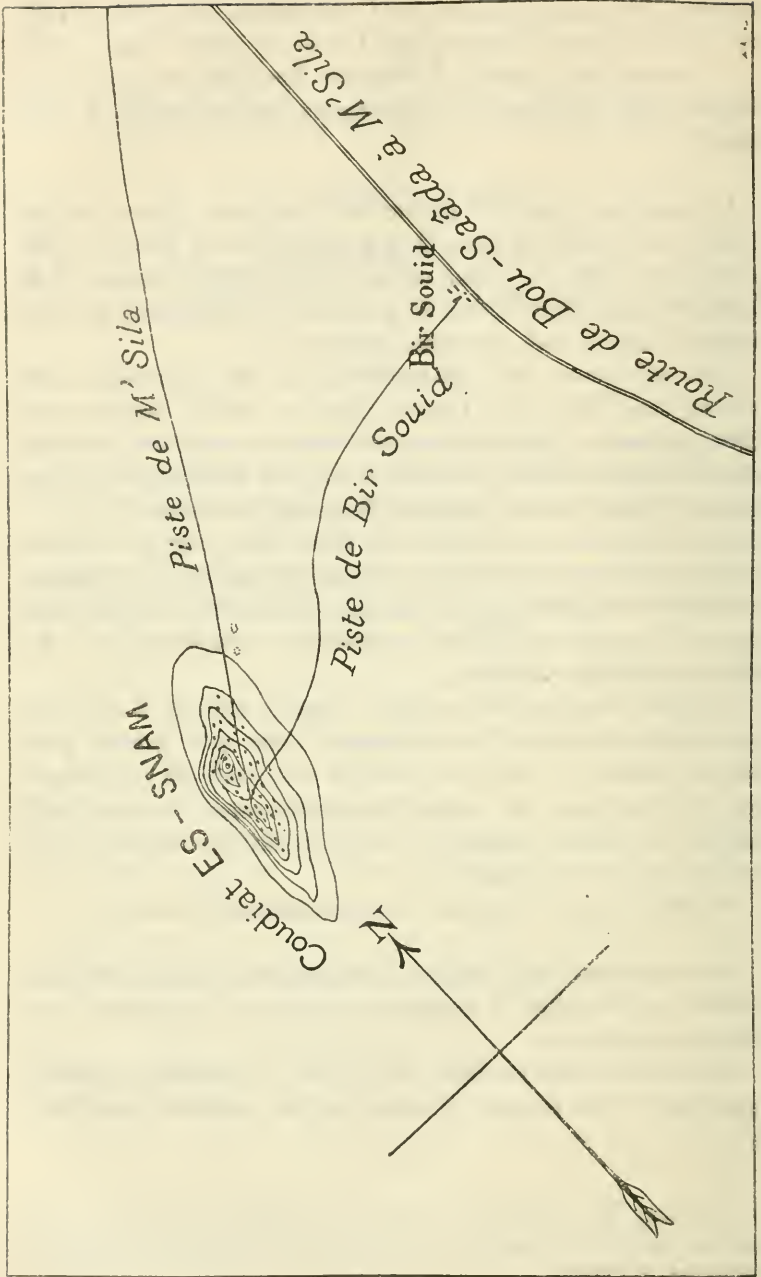 Route de Bou-Saâda à M'Sila
Bir Souid
Piste de M' Sila
Piste de Bir Souid
Coudiat ES-SNAM
N